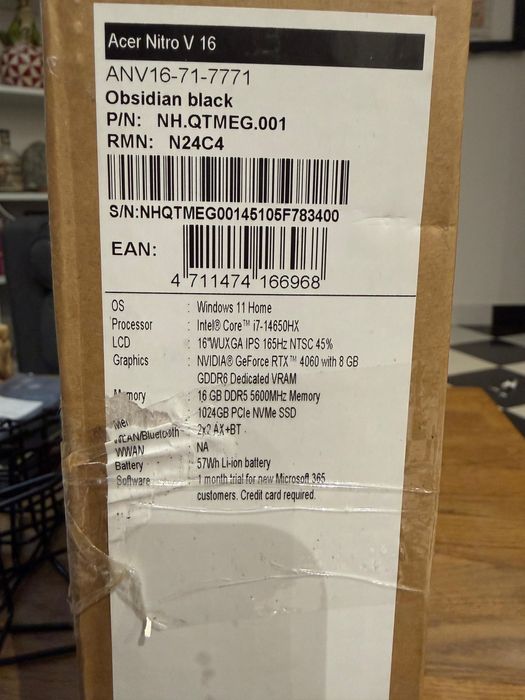 Acer Nitro V 16
ANV16-71-7771
Obsidian black
P/N: NH.QTMEG.001
RMN: N24C4
S/N:NHQTMEG00145105F783400
EAN:
4 711474 166968
OS : Windows 11 Home
Processor : Intel® Core™ i7-14650HX
LCD : 16"WUXGA IPS 165Hz NTSC 45%
Graphics : NVIDIA® GeForce RTX™ 4060 with 8 GB
GDDR6 Dedicated VRAM
Memory : 16 GB DDR5 5600MHz Memory
: 1024GB PCIe NVMe SSD
WLAN/Bluetooth : 2x2 AX+BT
WWAN : NA
Battery : 57Wh Li-ion battery
Software : 1 month trial for new Microsoft 365
customers. Credit card required.